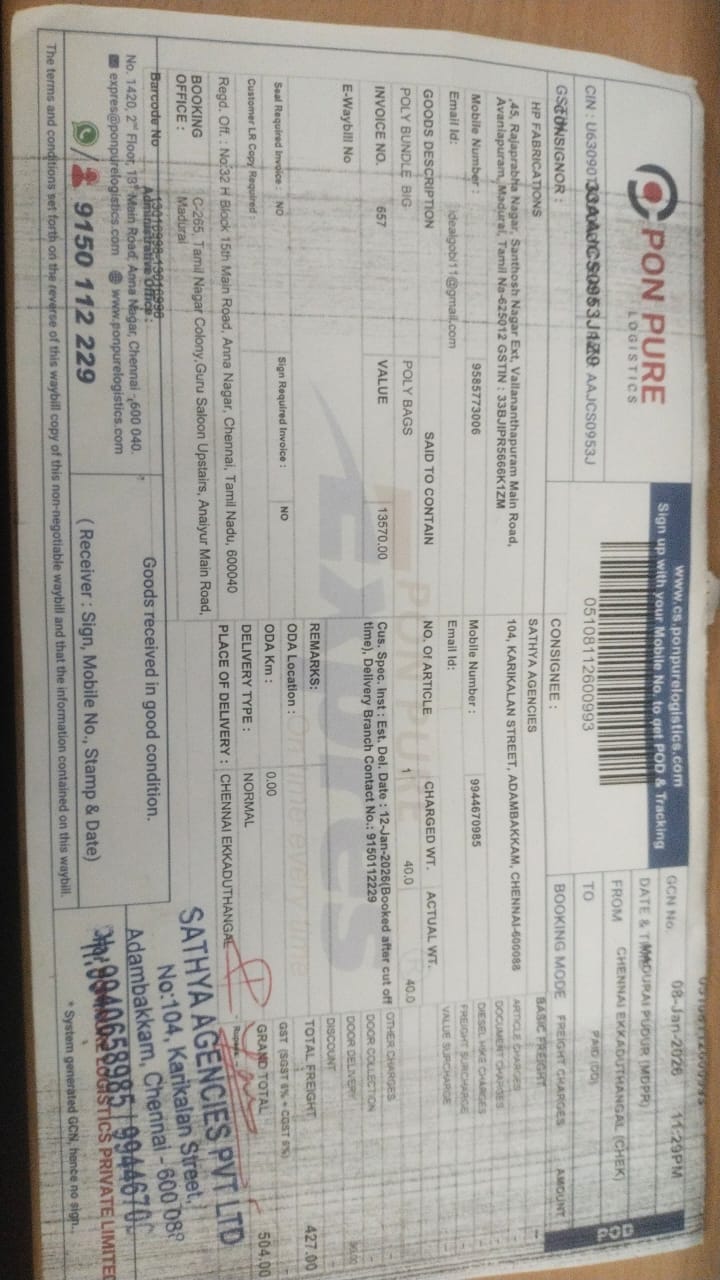 PON PURE
LOGISTICS
CIN : U63090 AAJCS0953J
33AAJCS0953J1Z9
www.cs.ponpurelogistics.com
Sign up with your Mobile No. to get POD & Tracking
05108112600993
GCN No.
DATE & TIME 08-Jan-2026 11:29PM
FROM MADURAI PUDUR (MDPR)
TO CHENNAI EKKADUTHANGAL (CHEK)
BOOKING MODE PAID (DD)
POD
CONSIGNOR :
HP FABRICATIONS
,45, Rajaprabha Nagar, Santhosh Nagar Ext, Vallananthapuram Main Road,
Avaniapuram, Madurai, Tamil Na-625012 GSTIN : 33BJIPR5666K1ZM
Mobile Number : 9585773006
Email Id: idealgobi11@gmail.com
CONSIGNEE :
SATHYA AGENCIES
104, KARIKALAN STREET, ADAMBAKKAM, CHENNAI-600088
Mobile Number : 9944670985
Email Id:
FREIGHT CHARGES AMOUNT
BASIC FREIGHT -
ARTICLE CHARGES
DOCUMENT CHARGES
DIESEL HIKE CHARGES
FREIGHT SURCHARGE
VALUE SURCHARGE
OTHER CHARGES
DOOR COLLECTION
DOOR DELIVERY
DISCOUNT
TOTAL FREIGHT 427.00
GST (SGST 6% + CGST 6%)
GRAND TOTAL 504.00
GOODS DESCRIPTION SAID TO CONTAIN NO. OF ARTICLE CHARGED WT. ACTUAL WT.
POLY BUNDLE BIG POLY BAGS 1 40.0 40.0
INVOICE NO. 657 VALUE 13570.00
Cus. Spec. Inst : Est. Del. Date : 12-Jan-2026(Booked after cut off
time), Delivery Branch Contact No.: 9150112229
E-Waybill No
REMARKS:
ODA Location :
ODA Km : 0.00
DELIVERY TYPE : NORMAL
PLACE OF DELIVERY : CHENNAI EKKADUTHANGAL
Seal Required Invoice : NO Sign Required Invoice : NO
Customer LR Copy Required :
Regd. Off. : No:32 H Block 15th Main Road, Anna Nagar, Chennai, Tamil Nadu, 600040
BOOKING OFFICE : C-265, Tamil Nagar Colony,Guru Saloon Upstairs, Anaiyur Main Road,
Madurai
Barcode No
Administrative Office :
No. 1420, 2nd Floor, 13th Main Road, Anna Nagar, Chennai - 600 040.
expres@ponpurelogistics.com www.ponpurelogistics.com
9150 112 229
Goods received in good condition.
( Receiver : Sign, Mobile No., Stamp & Date)
SATHYA AGENCIES PVT LTD
No:104, Karikalan Street,
Adambakkam, Chennai - 600 088
LOGISTICS PRIVATE LIMITED
* System generated GCN, hence no sign.
The terms and conditions set forth on the reverse of this waybill copy of this non-negotiable waybill and that the information contained on this waybill.